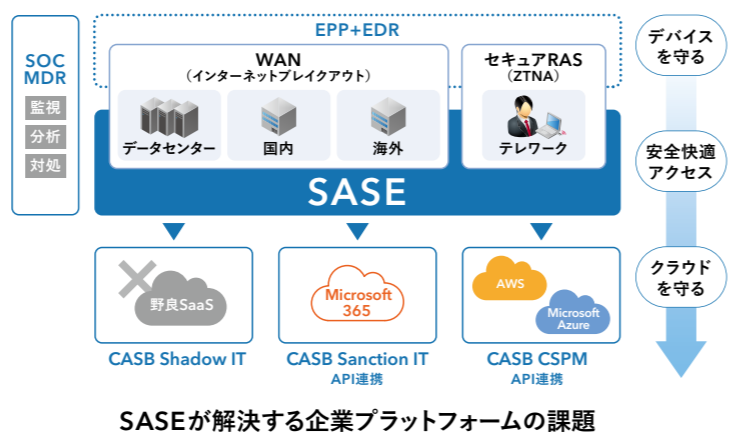 SOC
MDR
監視
分析
対処
EPP+EDR
WAN
（インターネットブレイクアウト）
データセンター
国内
海外
セキュアRAS
（ZTNA）
テレワーク
SASE
野良SaaS
CASB Shadow IT
Microsoft
365
CASB Sanction IT
API連携
AWS
Microsoft
Azure
CASB CSPM
API連携
デバイス
を守る
安全快適
アクセス
クラウド
を守る
SASEが解決する企業プラットフォームの課題